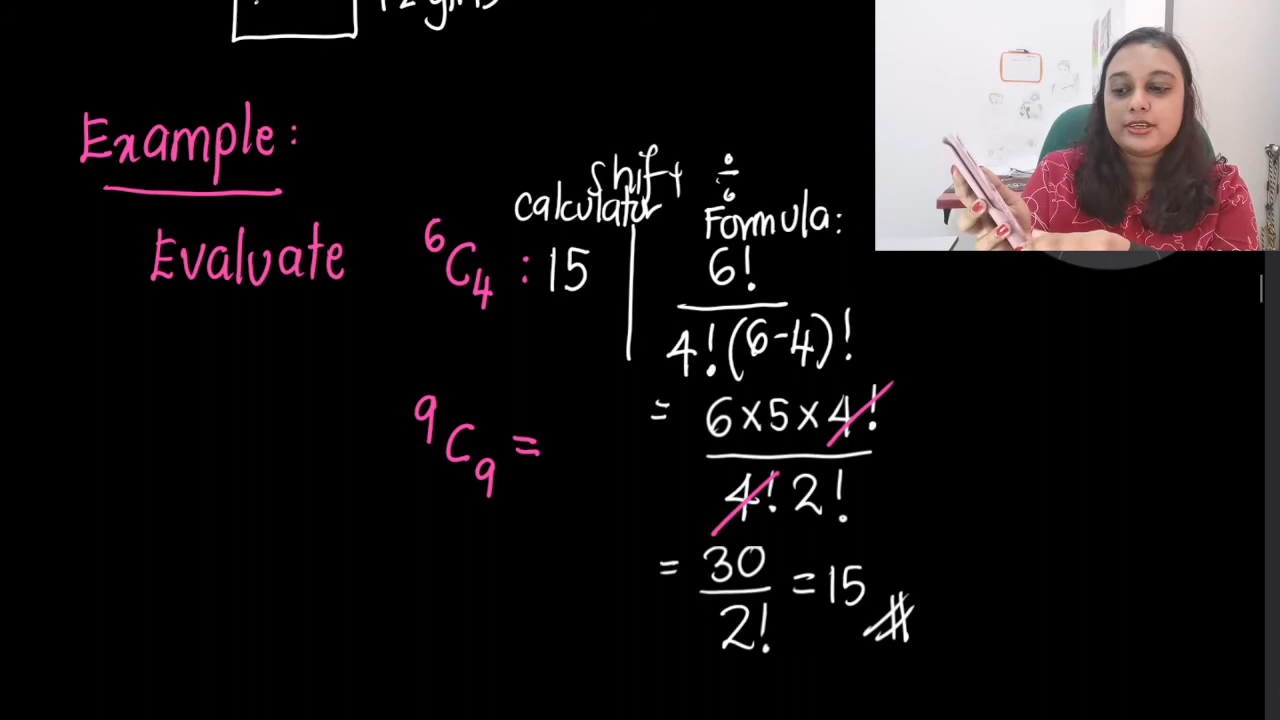 Example:
shift ÷
calculator
Formula:
Evaluate ⁶C₄ : 15
6!
4!(6-4)!
= 6×5×4!
4! 2!
⁹C₉ =
= 30
2!
= 15 #